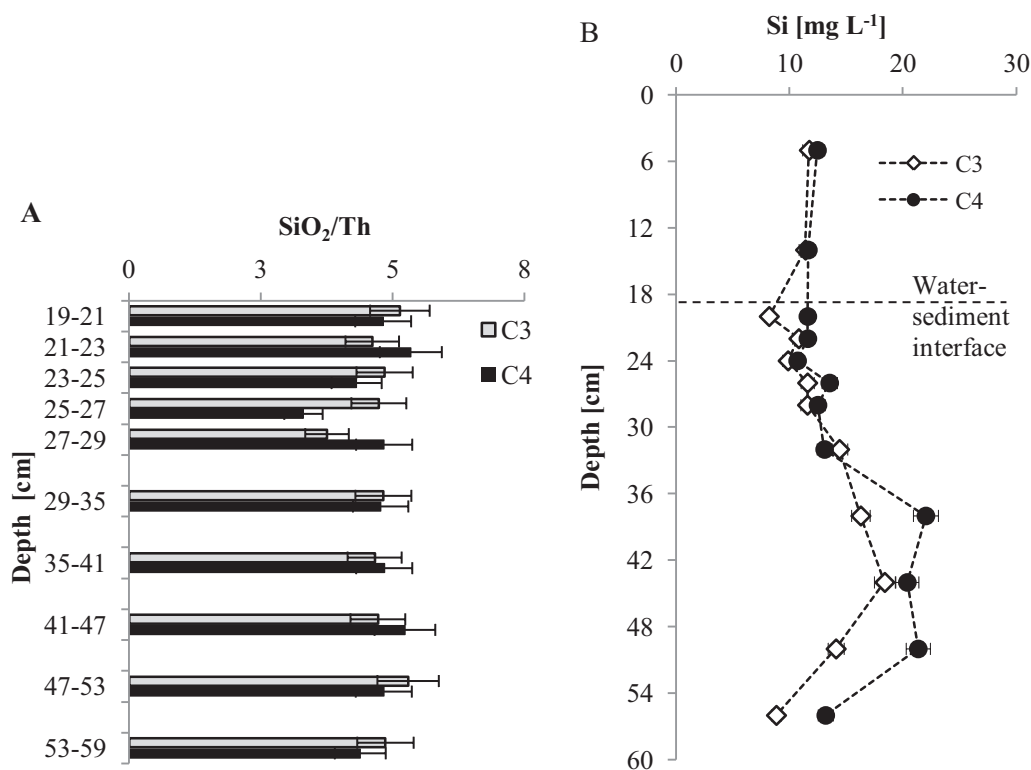 A
SiO₂/Th
0 3 5 8
Depth [cm]
19-21
21-23
23-25
25-27
27-29
29-35
35-41
41-47
47-53
53-59
C3
C4
B
Si [mg L⁻¹]
0 10 20 30
Depth [cm]
0
6
12
18
24
30
36
42
48
54
60
C3
C4
Water-
sediment
interface